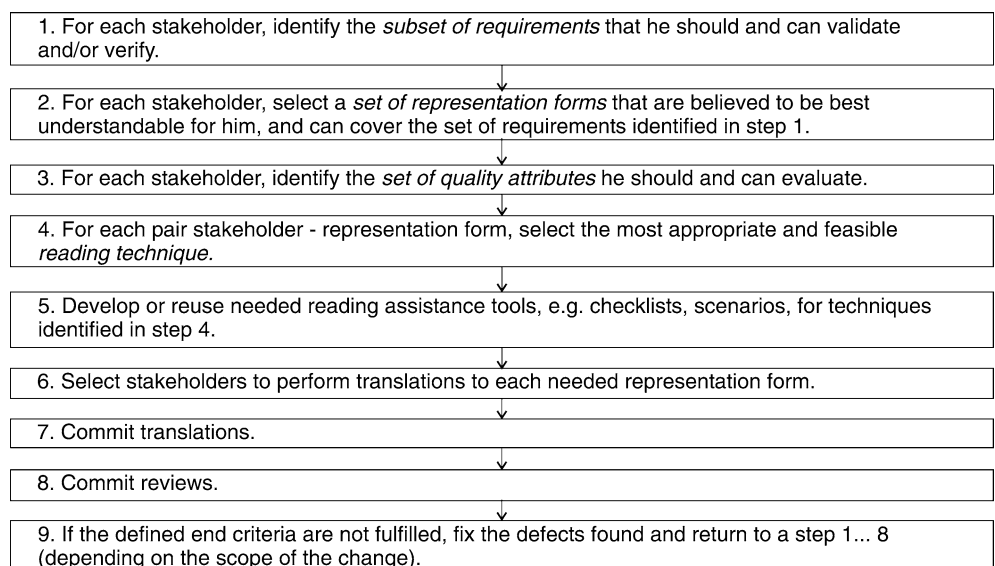 1. For each stakeholder, identify the subset of requirements that he should and can validate
and/or verify.
2. For each stakeholder, select a set of representation forms that are believed to be best
understandable for him, and can cover the set of requirements identified in step 1.
3. For each stakeholder, identify the set of quality attributes he should and can evaluate.
4. For each pair stakeholder - representation form, select the most appropriate and feasible
reading technique.
5. Develop or reuse needed reading assistance tools, e.g. checklists, scenarios, for techniques
identified in step 4.
6. Select stakeholders to perform translations to each needed representation form.
7. Commit translations.
8. Commit reviews.
9. If the defined end criteria are not fulfilled, fix the defects found and return to a step 1... 8
(depending on the scope of the change).